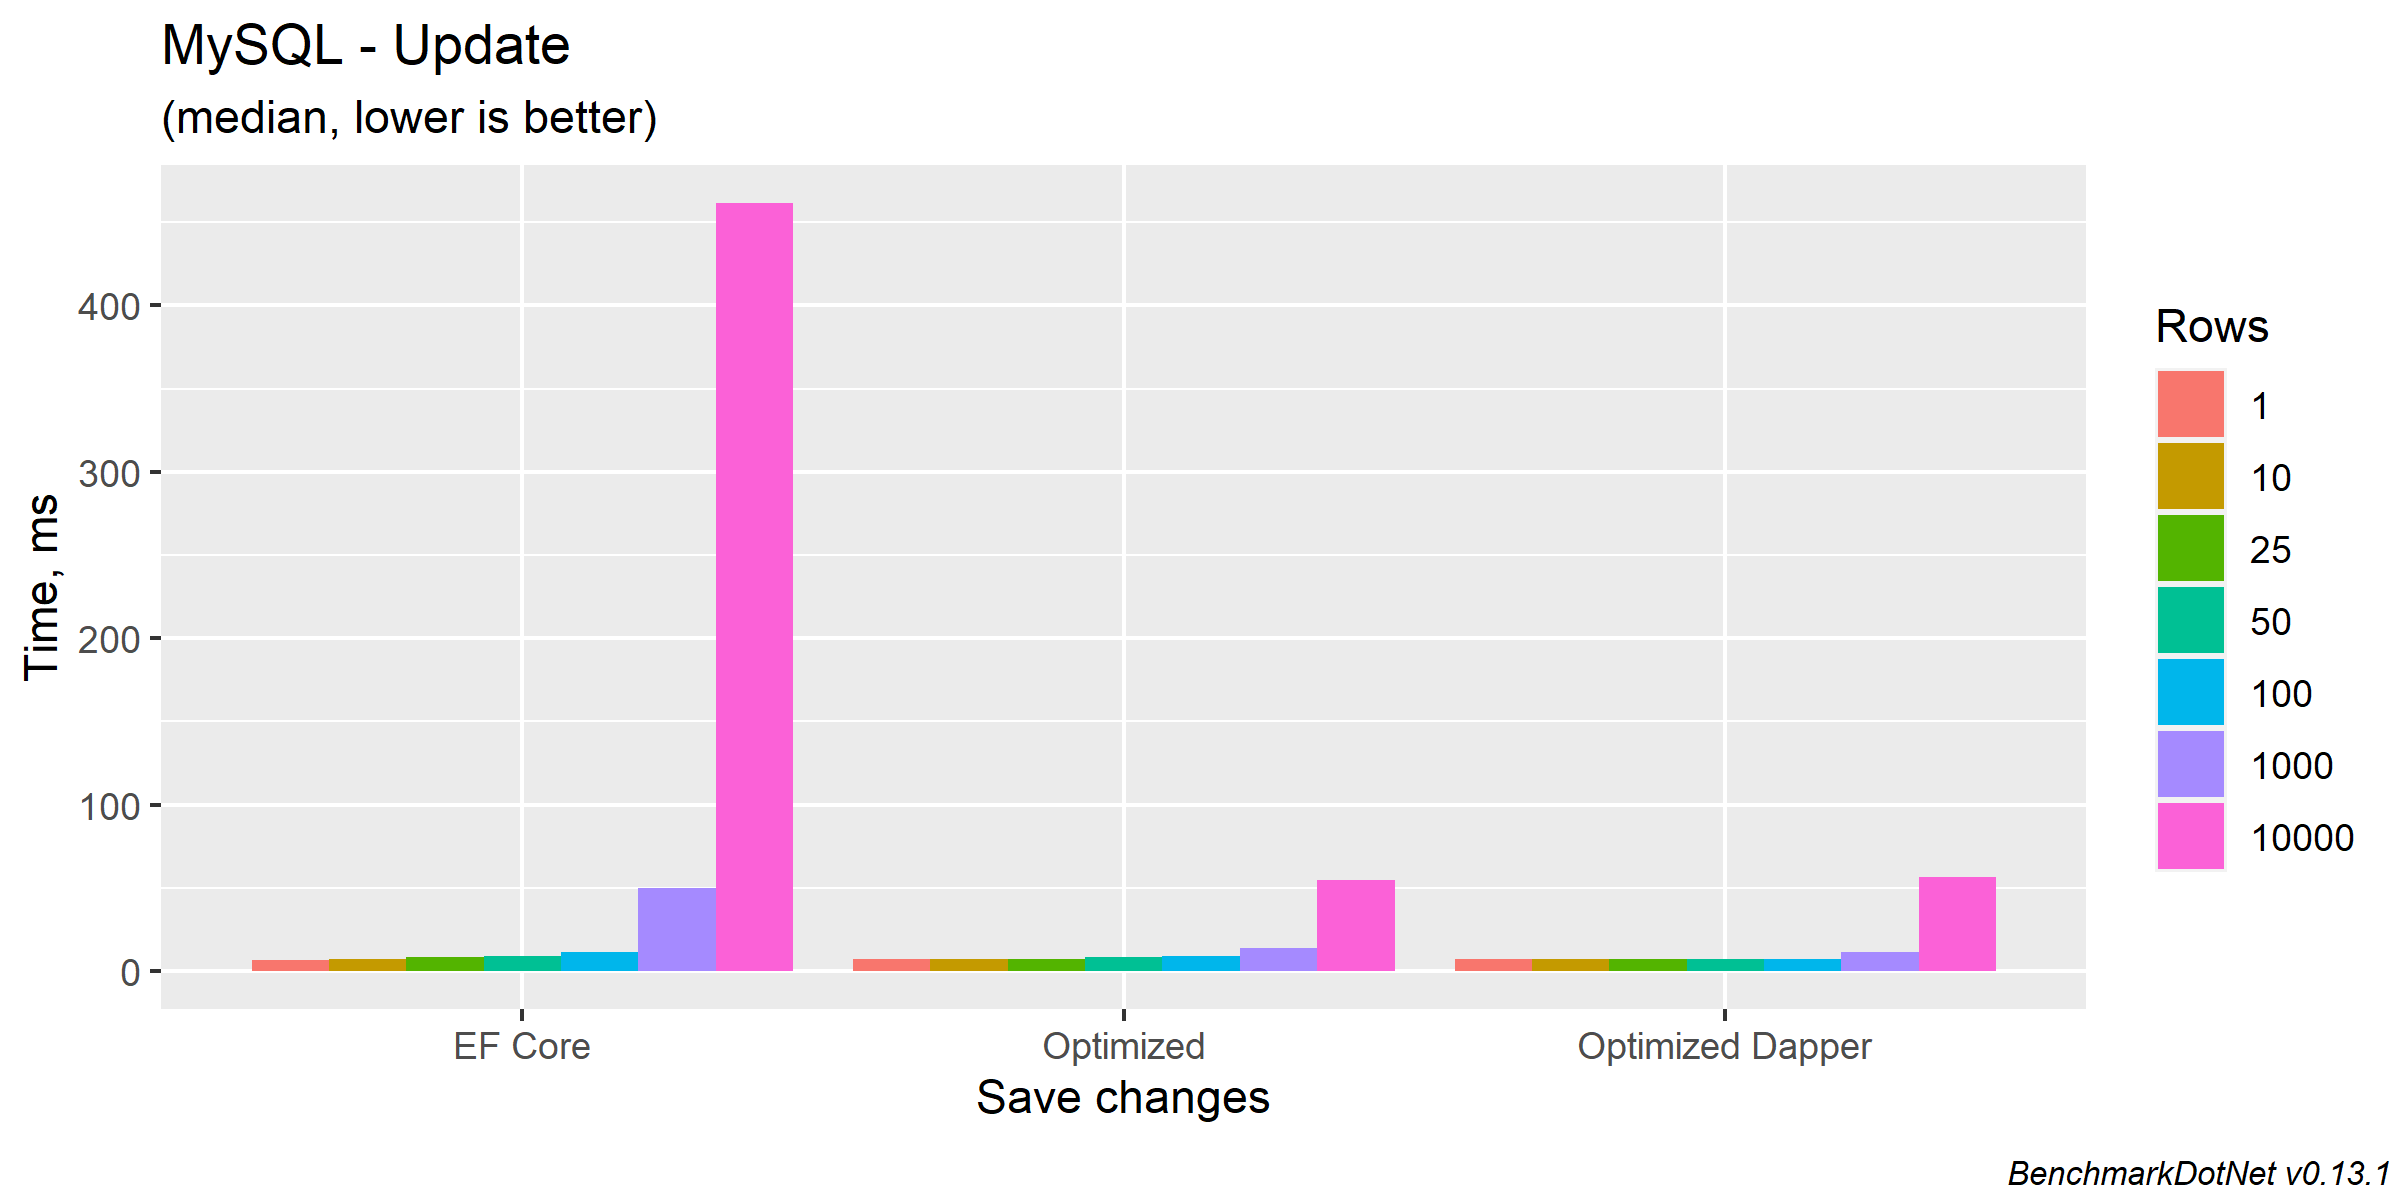 MySQL - Update
(median, lower is better)
Time, ms
400
300
200
100
0
EF Core
Optimized
Optimized Dapper
Save changes
Rows
1
10
25
50
100
1000
10000
BenchmarkDotNet v0.13.1